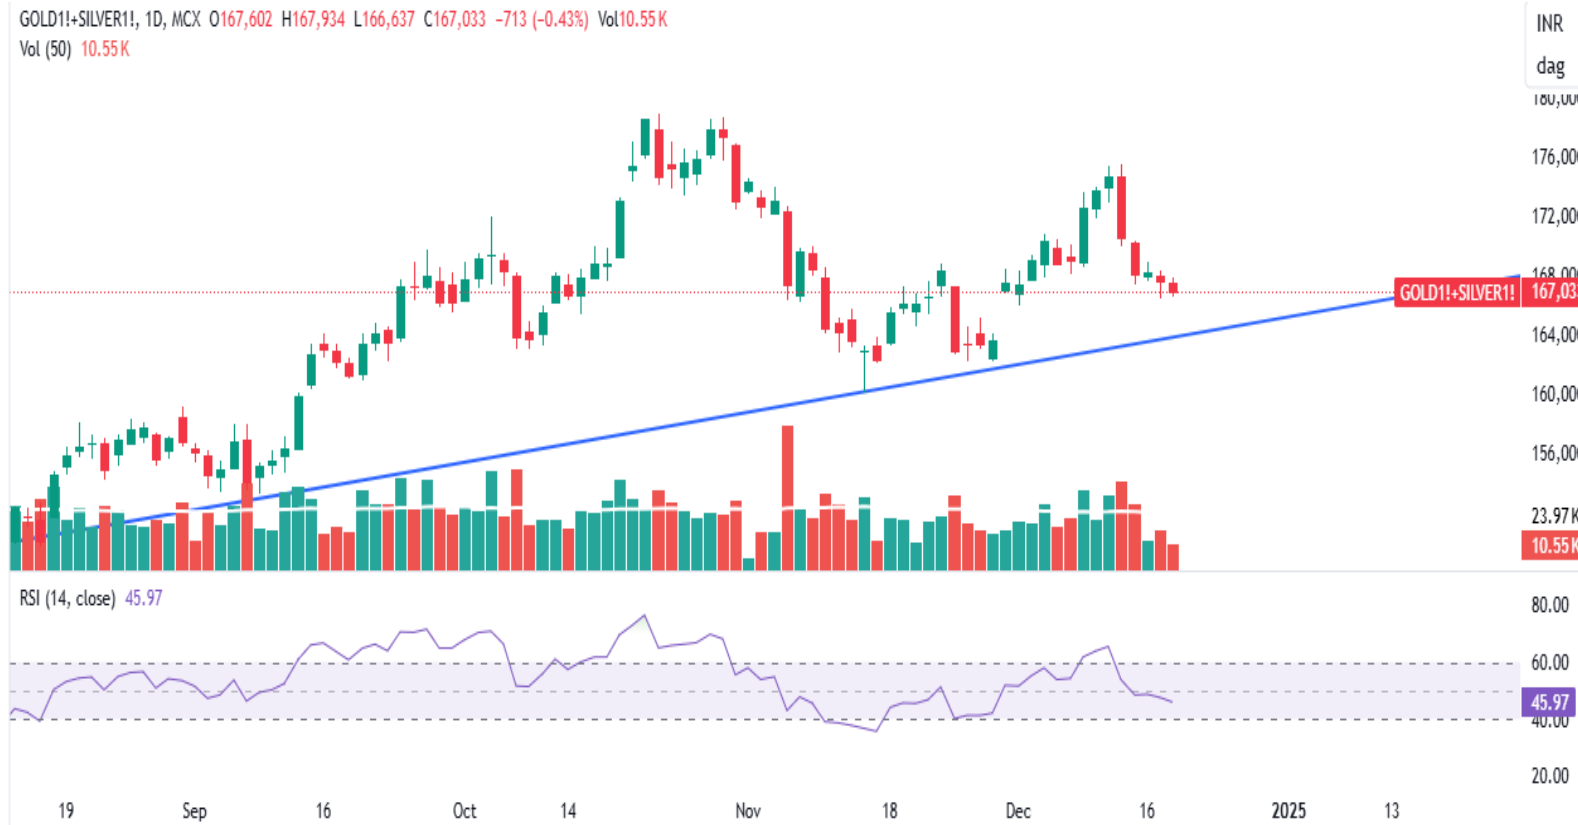 GOLD1!+SILVER1!, 1D, MCX O167,602 H167,934 L166,637 C167,033 −713 (−0.43%) Vol10.55 K
Vol (50) 10.55 K
INR
dag
180,00
176,00
172,00
168,00
GOLD1!+SILVER1! 167,03
164,00
160,00
156,00
23.97 K
10.55 K
RSI (14, close) 45.97
80.00
60.00
45.97
40.00
20.00
19 Sep 16 Oct 14 Nov 18 Dec 16 2025 13